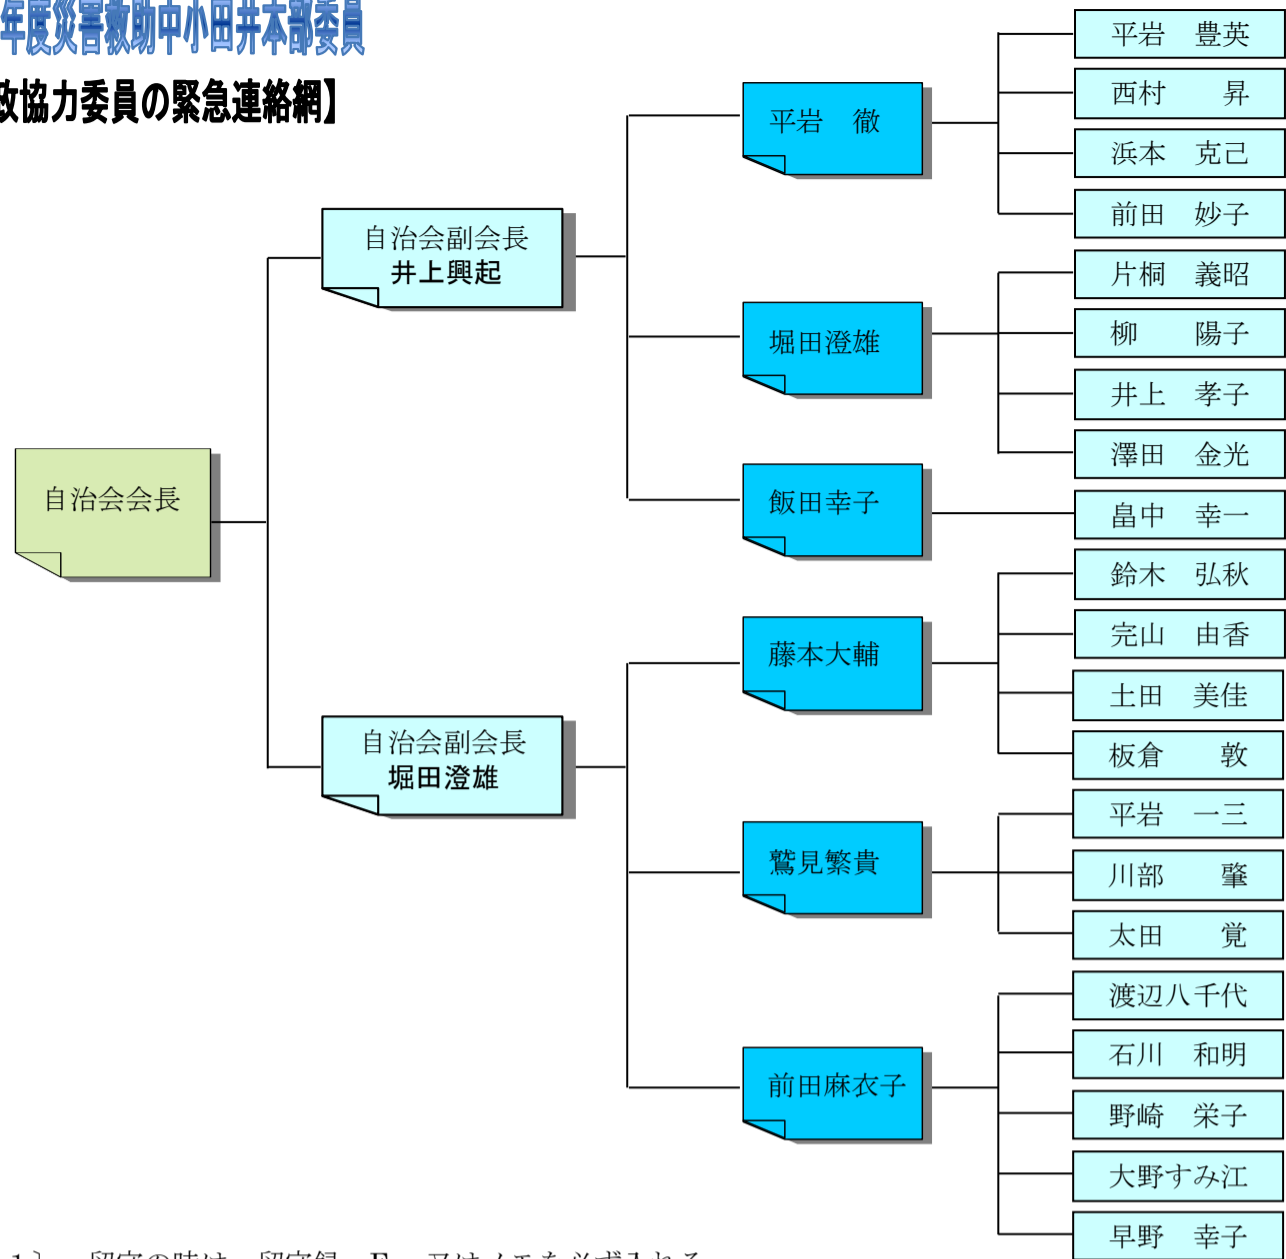 年度災害救助中小田井本部委員
政協力委員の緊急連絡網】
自治会会長
自治会副会長
井上興起
自治会副会長
堀田澄雄
平岩　徹
堀田澄雄
飯田幸子
藤本大輔
鷲見繁貴
前田麻衣子
平岩　豊英
西村　　昇
浜本　克己
前田　妙子
片桐　義昭
柳　　陽子
井上　孝子
澤田　金光
畠中　幸一
鈴木　弘秋
完山　由香
土田　美佳
板倉　　敦
平岩　一三
川部　　肇
太田　　覚
渡辺八千代
石川　和明
野崎　栄子
大野すみ江
早野　幸子